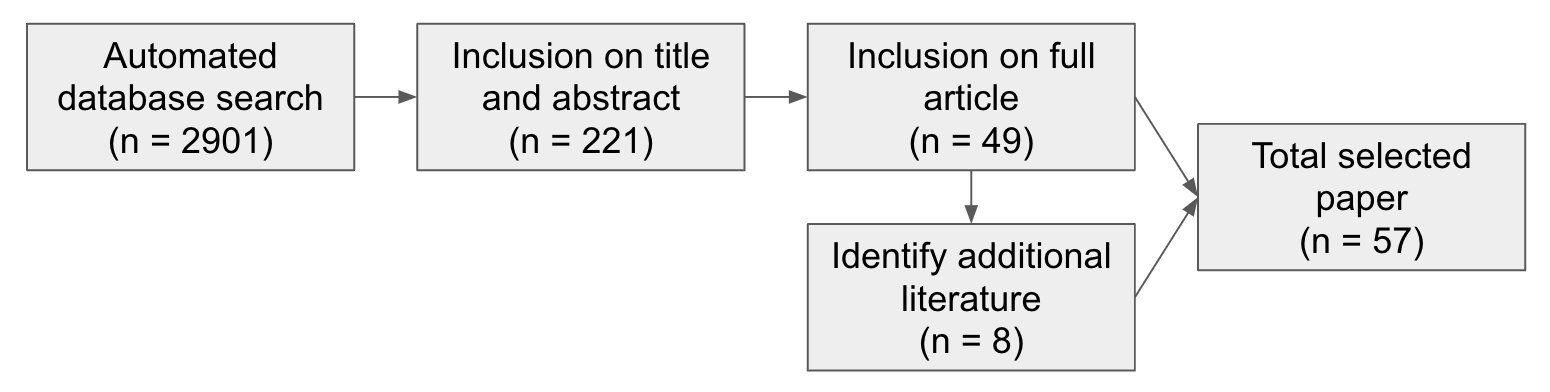 Automated
database search
(n = 2901)
Inclusion on title
and abstract
(n = 221)
Inclusion on full
article
(n = 49)
Identify additional
literature
(n = 8)
Total selected
paper
(n = 57)